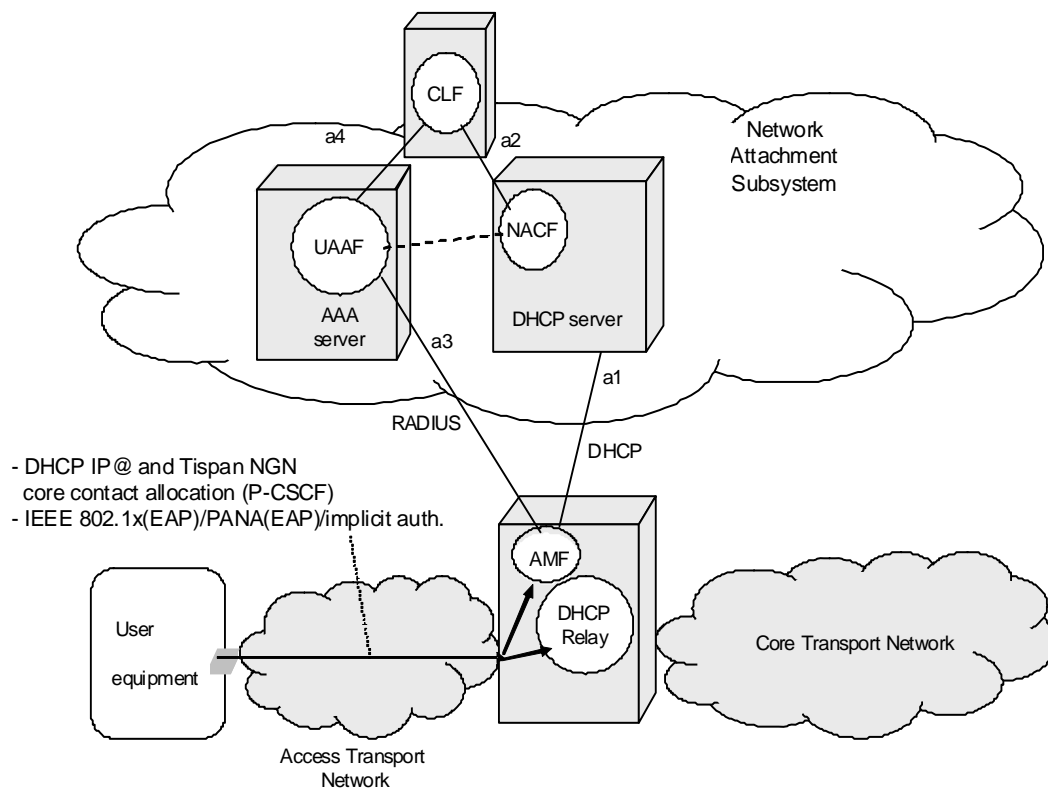 CLF
a4
a2
Network
Attachment
Subsystem
UAAF
NACF
AAA
server
DHCP server
a3
a1
RADIUS
DHCP
- DHCP IP@ and Tispan NGN
core contact allocation (P-CSCF)
- IEEE 802.1x(EAP)/PANA(EAP)/implicit auth.
AMF
DHCP
Relay
User
equipment
Core Transport Network
Access Transport
Network